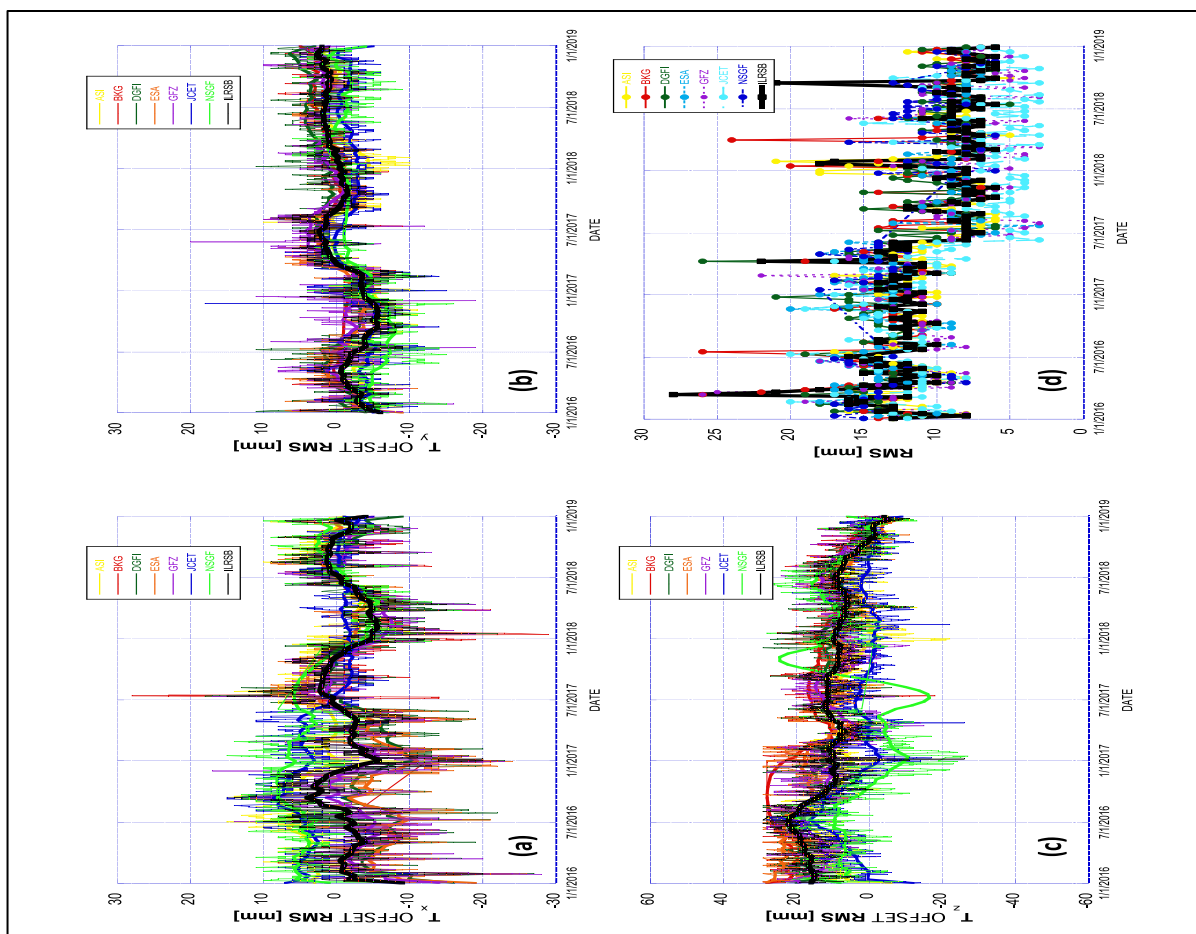 ASI
BKG
DGFI
ESA
GFZ
JCET
NSGF
ILRSB
30
20
10
0
-10
-20
-30
Tx OFFSET RMS [mm]
(a)
1/1/2016
7/1/2016
1/1/2017
7/1/2017
1/1/2018
7/1/2018
1/1/2019
DATE
ASI
BKG
DGFI
ESA
GFZ
JCET
NSGF
ILRSB
30
20
10
0
-10
-20
-30
Ty OFFSET RMS [mm]
(b)
1/1/2016
7/1/2016
1/1/2017
7/1/2017
1/1/2018
7/1/2018
1/1/2019
DATE
ASI
BKG
DGFI
ESA
GFZ
JCET
NSGF
ILRSB
60
40
20
0
-20
-40
-60
Tz OFFSET RMS [mm]
(c)
1/1/2016
7/1/2016
1/1/2017
7/1/2017
1/1/2018
7/1/2018
1/1/2019
DATE
ASI
BKG
DGFI
ESA
GFZ
JCET
NSGF
ILRSB
30
25
20
15
10
5
0
RMS [mm]
(d)
1/1/2016
7/1/2016
1/1/2017
7/1/2017
1/1/2018
7/1/2018
1/1/2019
DATE